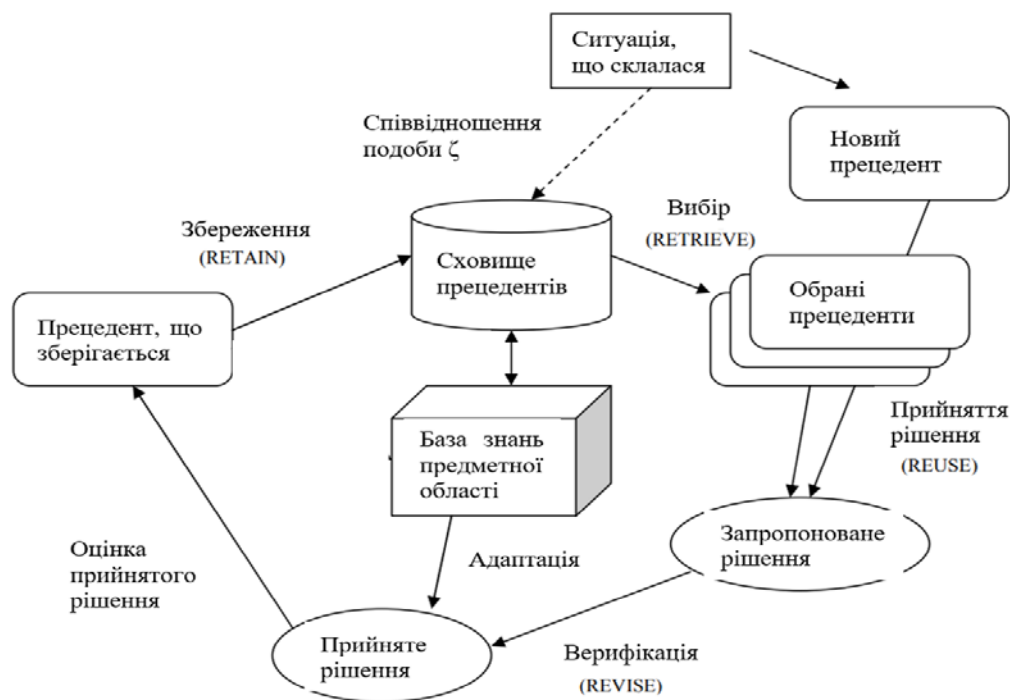 Ситуація,
що склалася
Співвідношення
подоби ζ
Новий
прецедент
Збереження
(RETAIN)
Вибір
(RETRIEVE)
Сховище
прецедентів
Обрані
прецеденти
Прецедент, що
зберігається
Прийняття
рішення
(REUSE)
База знань
предметної
області
Оцінка
прийнятого
рішення
Адаптація
Запропоноване
рішення
Прийняте
рішення
Верифікація
(REVISE)